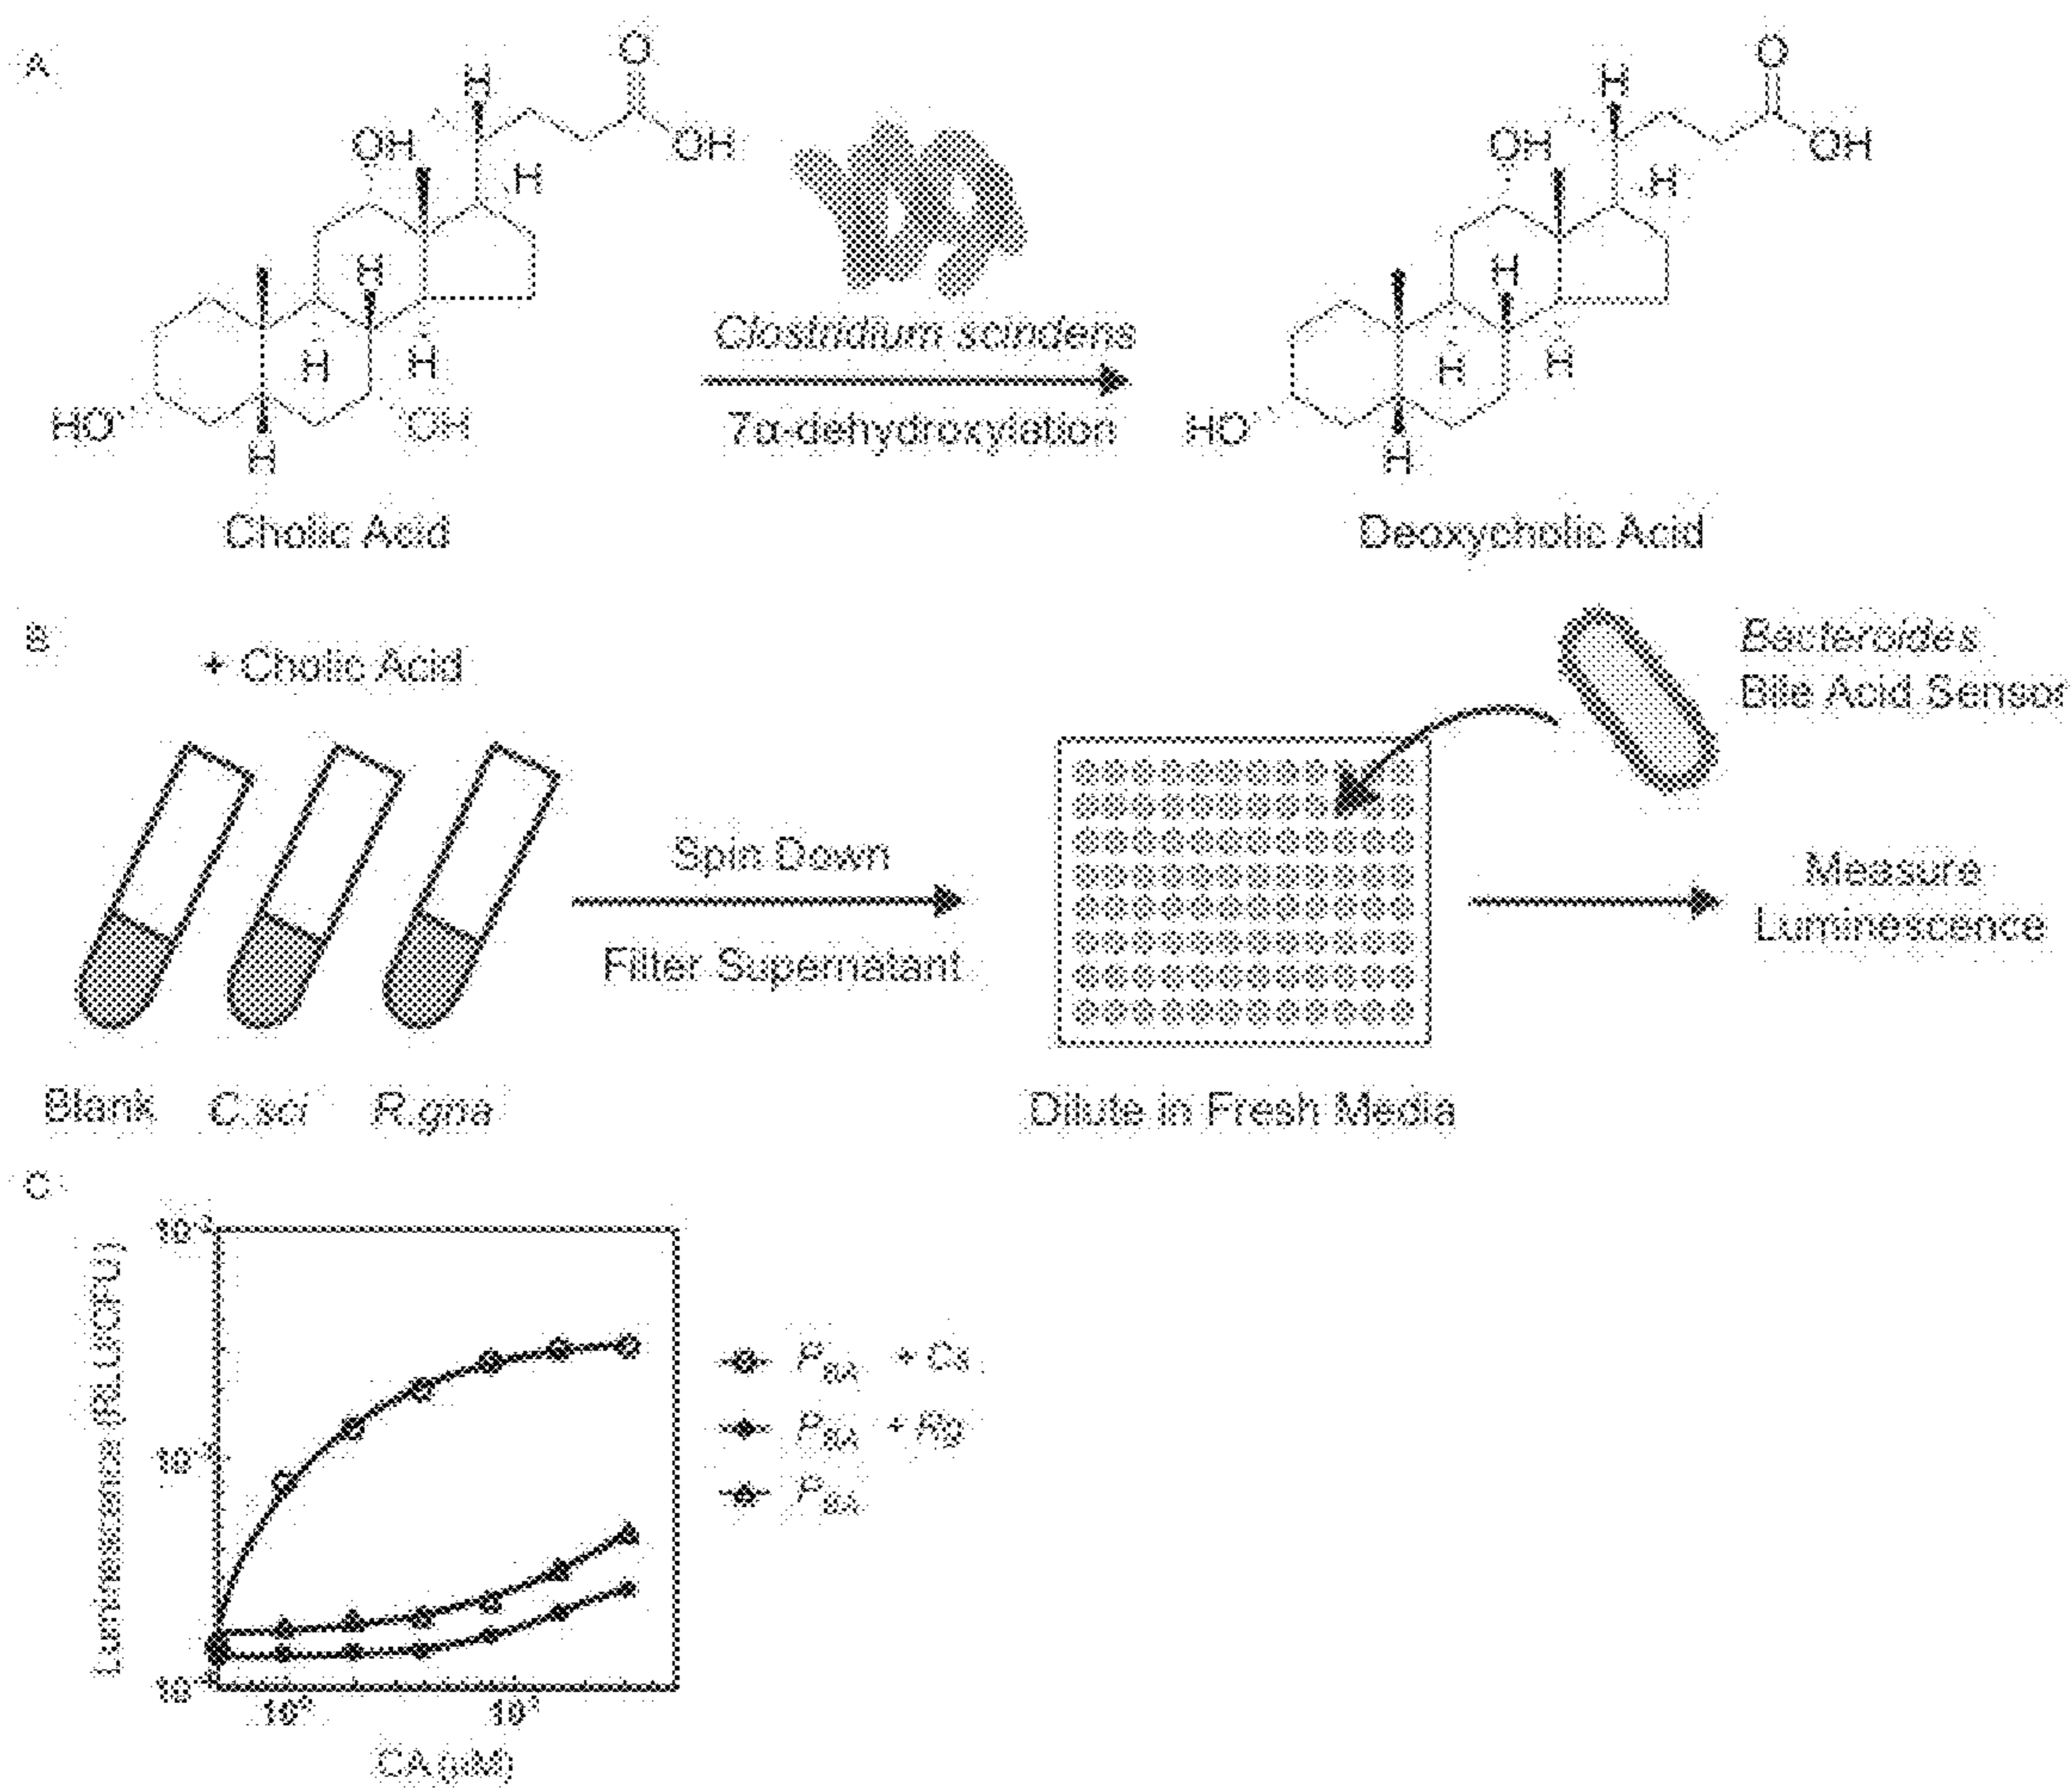 A
O
H
OH
OH
H
H
H
H
HO
OH
H
Cholic Acid
Clostridium scindens
7α-dehydroxylation
O
H
OH
OH
H
H
H
H
HO
H
Deoxycholic Acid
B
+ Cholic Acid
Blank C.sci R.gna
Spin Down
Filter Supernatant
Dilute in Fresh Media
Bacteroides
Bile Acid Sensor
Measure
Luminescence
C
Luminescence (RLU/CFU)
CA (µM)
P_BA + Cs
P_BA + Rg
P_BA